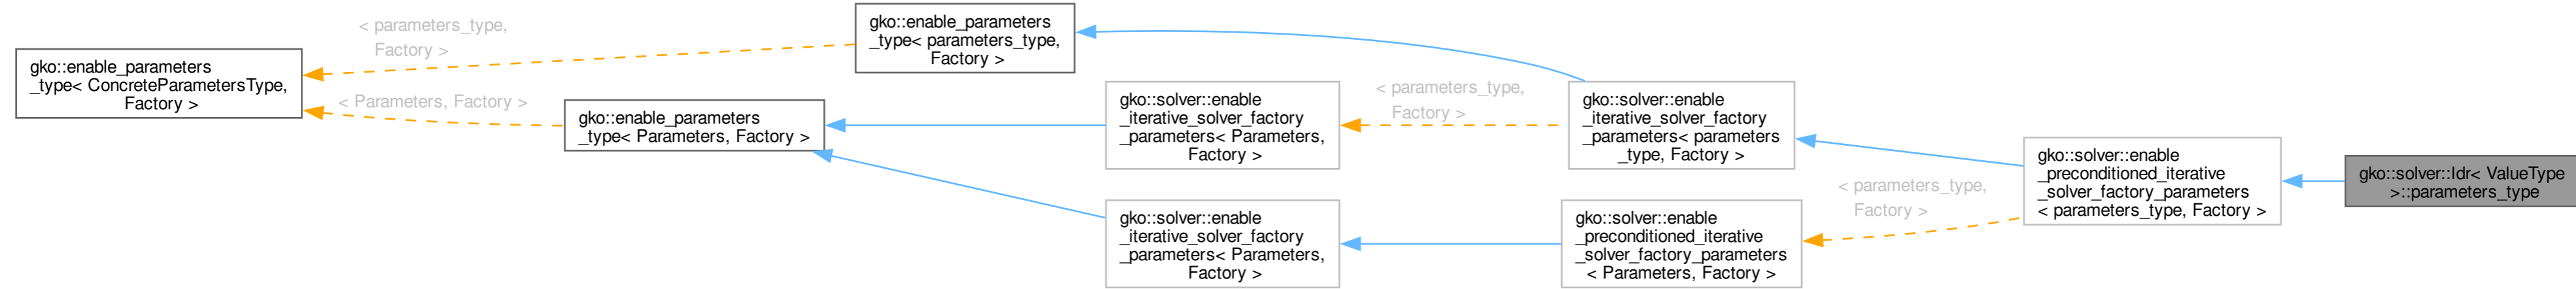 gko::enable_parameters
_type< ConcreteParametersType,
Factory >
< parameters_type,
Factory >
< Parameters, Factory >
gko::enable_parameters
_type< parameters_type,
Factory >
gko::enable_parameters
_type< Parameters, Factory >
gko::solver::enable
_iterative_solver_factory
_parameters< Parameters,
Factory >
gko::solver::enable
_iterative_solver_factory
_parameters< Parameters,
Factory >
< parameters_type,
Factory >
gko::solver::enable
_iterative_solver_factory
_parameters< parameters
_type, Factory >
gko::solver::enable
_preconditioned_iterative
_solver_factory_parameters
< Parameters, Factory >
< parameters_type,
Factory >
gko::solver::enable
_preconditioned_iterative
_solver_factory_parameters
< parameters_type, Factory >
gko::solver::Idr< ValueType
>::parameters_type